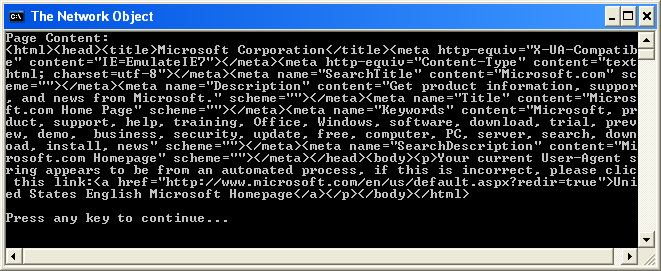 The Network Object
Page Content:
<html><head><title>Microsoft Corporation</title><meta http-equiv="X-UA-Compatib
e" content="IE=EmulateIE7"></meta><meta http-equiv="Content-Type" content="text
html; charset=utf-8"></meta><meta name="SearchTitle" content="Microsoft.com" sc
eme=""></meta><meta name="Description" content="Get product information, suppor
, and news from Microsoft." scheme=""></meta><meta name="Title" content="Micros
ft.com Home Page" scheme=""></meta><meta name="Keywords" content="Microsoft, pr
duct, support, help, training, Office, Windows, software, download, trial, prev
ew, demo,  business, security, update, free, computer, PC, server, search, down
oad, install, news" scheme=""></meta><meta name="SearchDescription" content="Mi
rosoft.com Homepage" scheme=""></meta></head><body><p>Your current User-Agent s
ring appears to be from an automated process, if this is incorrect, please clic
 this link:<a href="http://www.microsoft.com/en/us/default.aspx?redir=true">Uni
ed States English Microsoft Homepage</a></p></body></html>
Press any key to continue...